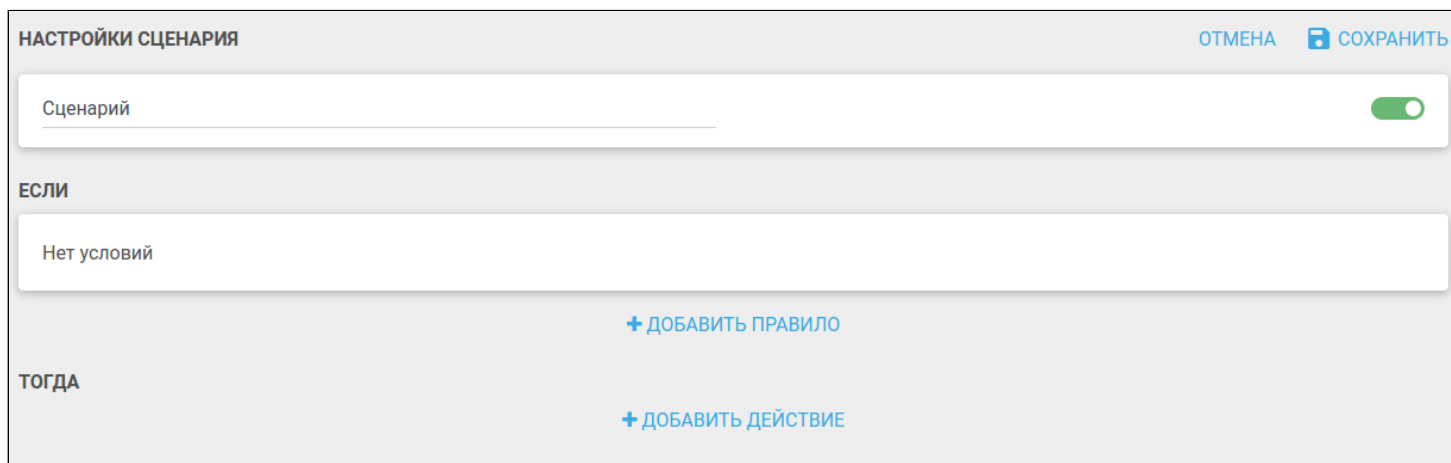 НАСТРОЙКИ СЦЕНАРИЯ ОТМЕНА СОХРАНИТЬ
Сценарий
ЕСЛИ
Нет условий
+ ДОБАВИТЬ ПРАВИЛО
ТОГДА
+ ДОБАВИТЬ ДЕЙСТВИЕ